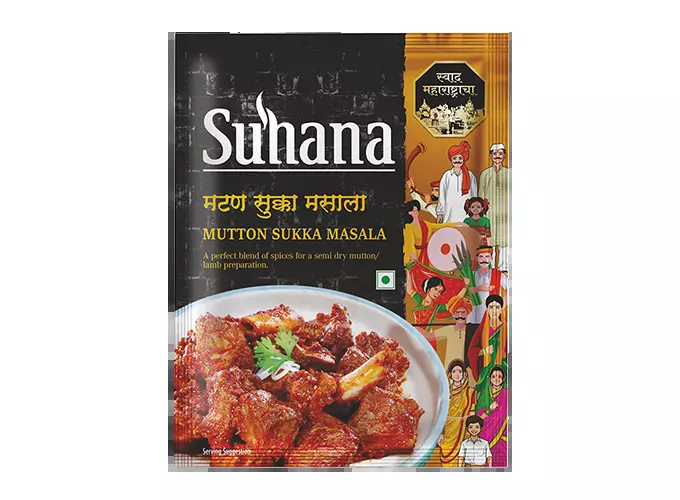 स्वाद
महाराष्ट्राचा
Suhana
मटण सुक्का मसाला
MUTTON SUKKA MASALA
A perfect blend of spices for a semi dry mutton/
lamb preparation.
Serving Suggestion